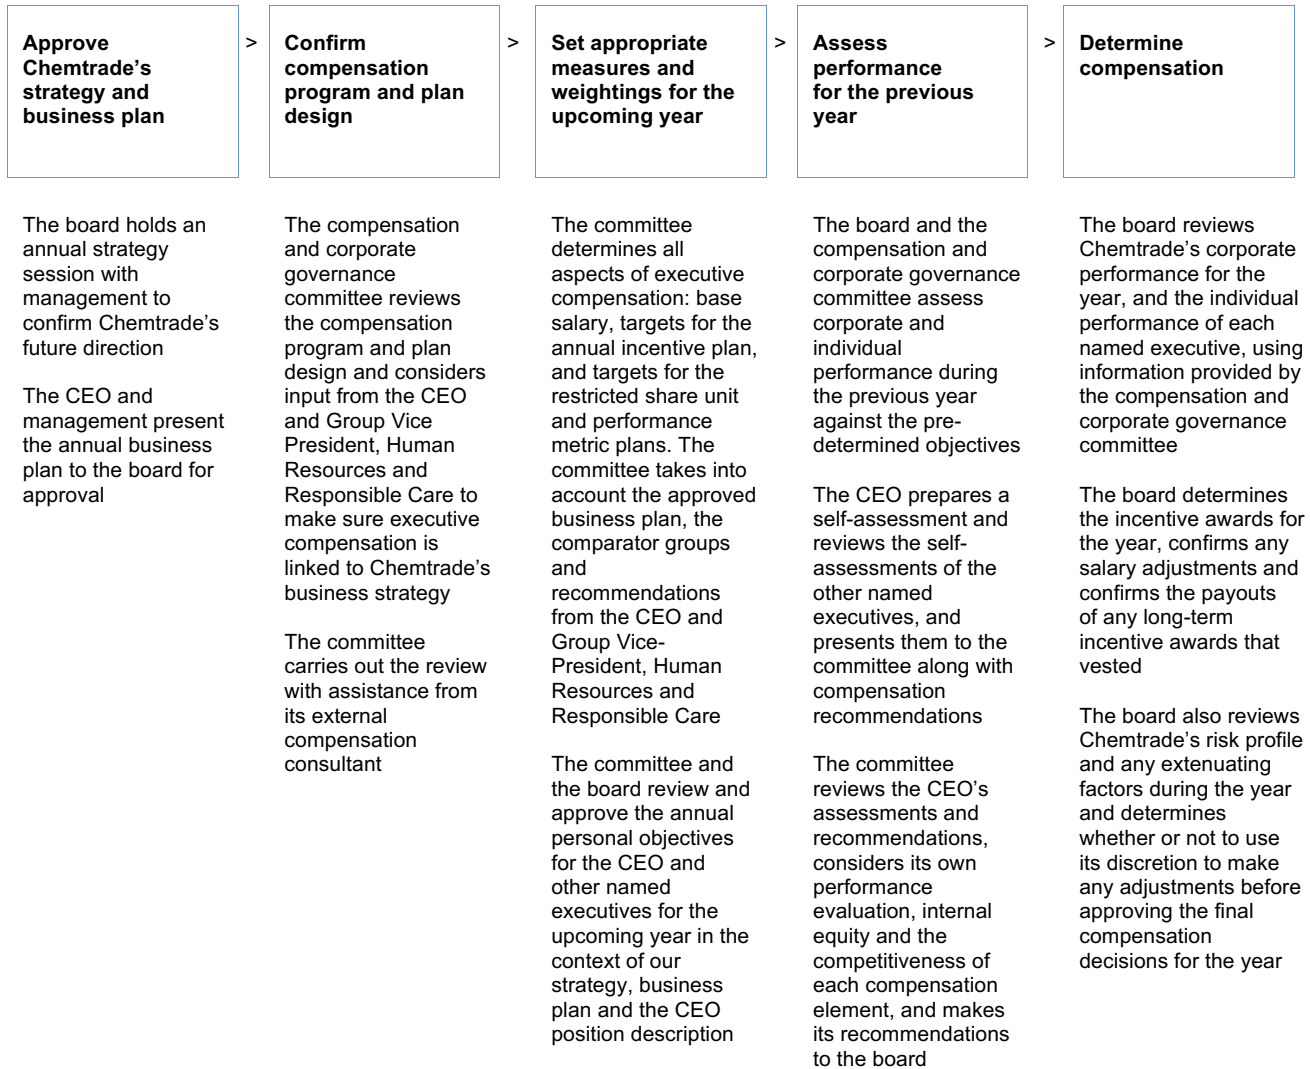 Approve
Chemtrade’s
strategy and
business plan
>
Confirm
compensation
program and plan
design
>
Set appropriate
measures and
weightings for the
upcoming year
>
Assess
performance
for the previous
year
>
Determine
compensation
The board holds an
annual strategy
session with
management to
confirm Chemtrade’s
future direction
The CEO and
management present
the annual business
plan to the board for
approval
The compensation
and corporate
governance
committee reviews
the compensation
program and plan
design and considers
input from the CEO
and Group Vice
President, Human
Resources and
Responsible Care to
make sure executive
compensation is
linked to Chemtrade’s
business strategy
The committee
carries out the review
with assistance from
its external
compensation
consultant
The committee
determines all
aspects of executive
compensation: base
salary, targets for the
annual incentive plan,
and targets for the
restricted share unit
and performance
metric plans. The
committee takes into
account the approved
business plan, the
comparator groups
and
recommendations
from the CEO and
Group Vice-
President, Human
Resources and
Responsible Care
The committee and
the board review and
approve the annual
personal objectives
for the CEO and
other named
executives for the
upcoming year in the
context of our
strategy, business
plan and the CEO
position description
The board and the
compensation and
corporate governance
committee assess
corporate and
individual
performance during
the previous year
against the pre-
determined objectives
The CEO prepares a
self-assessment and
reviews the self-
assessments of the
other named
executives, and
presents them to the
committee along with
compensation
recommendations
The committee
reviews the CEO’s
assessments and
recommendations,
considers its own
performance
evaluation, internal
equity and the
competitiveness of
each compensation
element, and makes
its recommendations
to the board
The board reviews
Chemtrade’s corporate
performance for the
year, and the individual
performance of each
named executive, using
information provided by
the compensation and
corporate governance
committee
The board determines
the incentive awards for
the year, confirms any
salary adjustments and
confirms the payouts
of any long-term
incentive awards that
vested
The board also reviews
Chemtrade’s risk profile
and any extenuating
factors during the year
and determines
whether or not to use
its discretion to make
any adjustments before
approving the final
compensation
decisions for the year